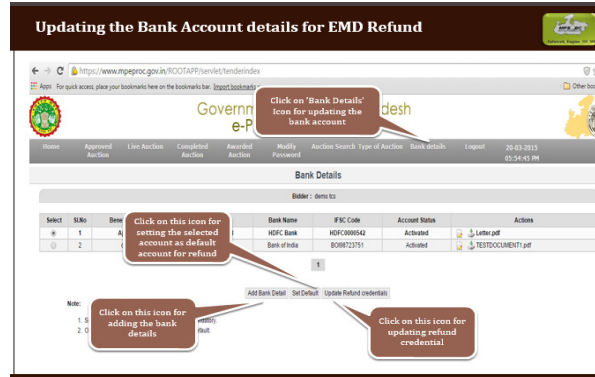 Updating the Bank Account details for EMD Refund
https://www.mpeproc.gov.in/ROOTAPP/servlet/tenderindex
Apps For quick access, place your bookmarks here on the bookmarks bar. Import bookmarks
Click on 'Bank Details'
Icon for updating the
bank account
Governm desh
e-P
Home Approved Auction Live Auction Completed Auction Awarded Auction Modify Password Auction Search Type of Auction Bank details Logout 20-03-2015
05:54:45 PM
Bank Details
Bidder : demo tcs
Select Sl.No Bene Bank Name IFSC Code Account Status Actions
1 HDFC Bank HDFC0000542 Activated Letter.pdf
2 Bank of India BOI98723751 Activated TESTDOCUMENT1.pdf
Click on this icon for
setting the selected
account as default
account for refund
1
Add Bank Detail Set Default Update Refund credentials
Note:
1. S
2. O
Click on this icon for
adding the bank
details
Click on this icon for
updating refund
credential